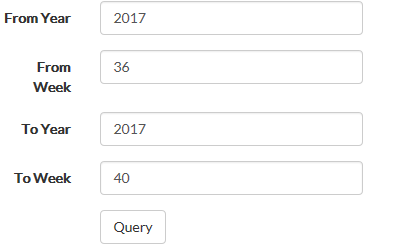 From Year 2017
From 36
Week
To Year 2017
To Week 40
Query